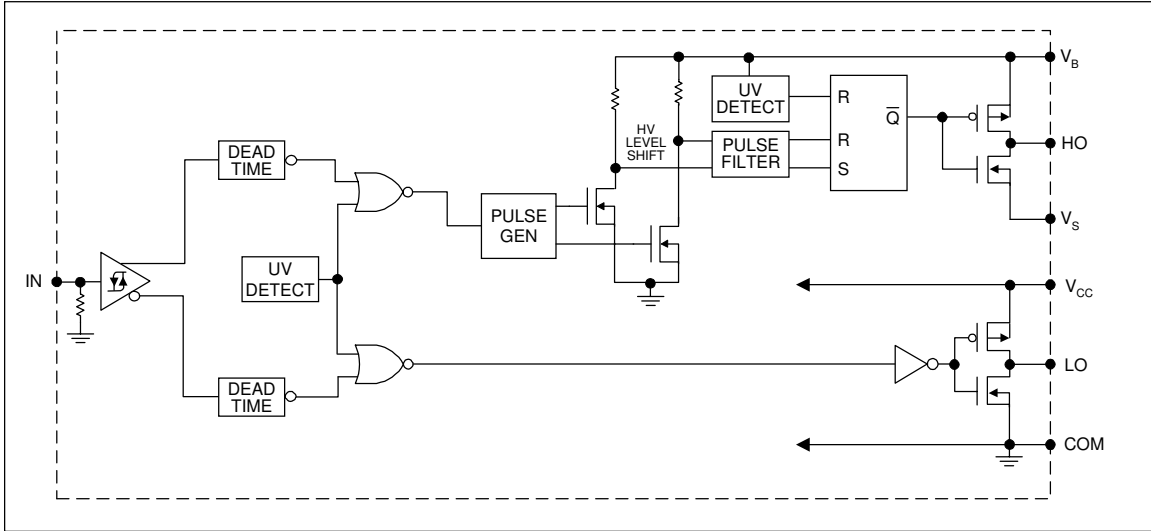 V_B
UV
DETECT
R
Q̅
HV
LEVEL
SHIFT
PULSE
FILTER
R
S
HO
DEAD
TIME
PULSE
GEN
V_S
IN
UV
DETECT
V_CC
LO
DEAD
TIME
COM